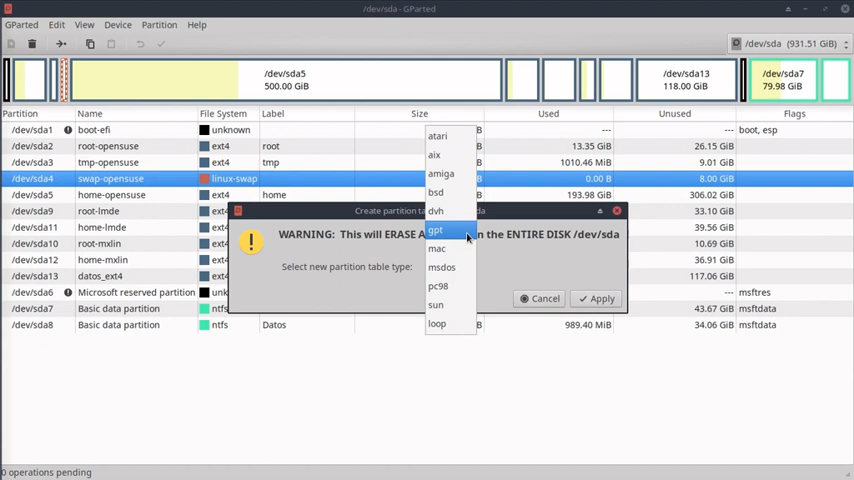 /dev/sda - GParted
GParted Edit View Device Partition Help
/dev/sda (931.51 GiB)
/dev/sda5
500.00 GiB
/dev/sda13
118.00 GiB
/dev/sda7
79.98 GiB
Partition Name File System Label Size Used Unused Flags
/dev/sda1 boot-efi unknown B --- --- boot, esp
/dev/sda2 root-opensuse ext4 root 13.35 GiB 26.15 GiB
/dev/sda3 tmp-opensuse ext4 tmp 1010.46 MiB 9.01 GiB
/dev/sda4 swap-opensuse linux-swap B 0.00 B 8.00 GiB
/dev/sda5 home-opensuse ext4 home B 193.98 GiB 306.02 GiB
/dev/sda9 root-lmde 33.10 GiB
/dev/sda11 home-lmde 39.56 GiB
/dev/sda10 root-mxlin 10.69 GiB
/dev/sda12 home-mxlin 36.91 GiB
/dev/sda13 datos_ext4 117.06 GiB
/dev/sda6 Microsoft reserved partition unk --- msftres
/dev/sda7 Basic data partition ntfs 43.67 GiB msftdata
/dev/sda8 Basic data partition ntfs Datos B 989.40 MiB 34.06 GiB msftdata
Create partition ta da
WARNING: This will ERASE A n the ENTIRE DISK /dev/sda
Select new partition table type:
Cancel Apply
atari
aix
amiga
bsd
dvh
gpt
mac
msdos
pc98
sun
loop
0 operations pending